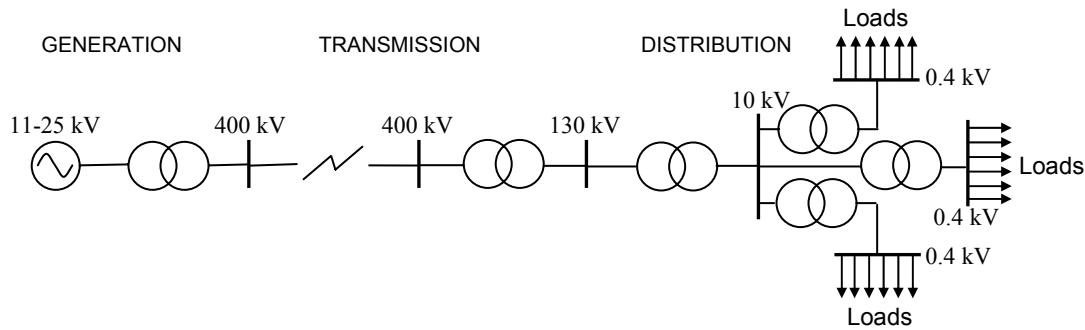 Loads
GENERATION
TRANSMISSION
DISTRIBUTION
0.4 kV
10 kV
11-25 kV
400 kV
400 kV
130 kV
Loads
0.4 kV
0.4 kV
Loads